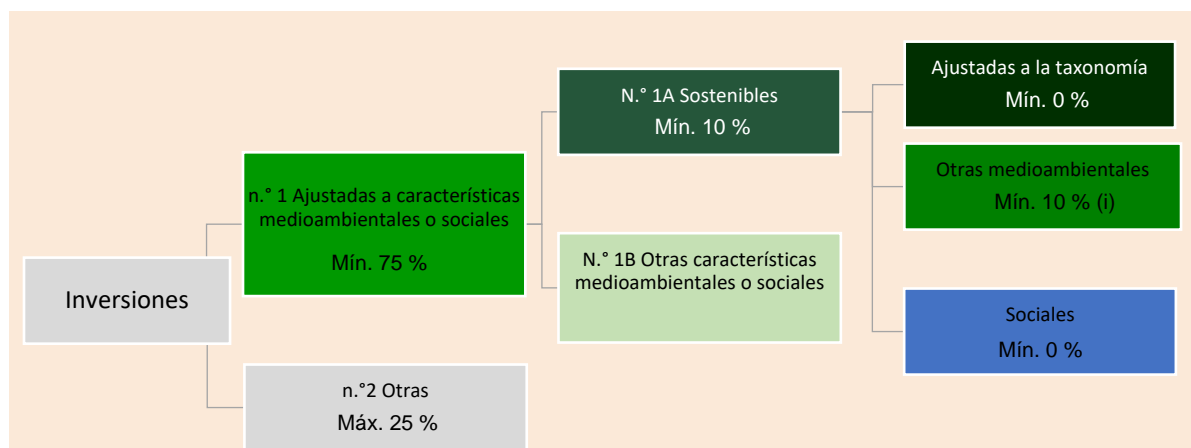 Inversiones
n.° 1 Ajustadas a características
medioambientales o sociales
Mín. 75 %
n.°2 Otras
Máx. 25 %
N.° 1A Sostenibles
Mín. 10 %
N.° 1B Otras características
medioambientales o sociales
Ajustadas a la taxonomía
Mín. 0 %
Otras medioambientales
Mín. 10 % (i)
Sociales
Mín. 0 %